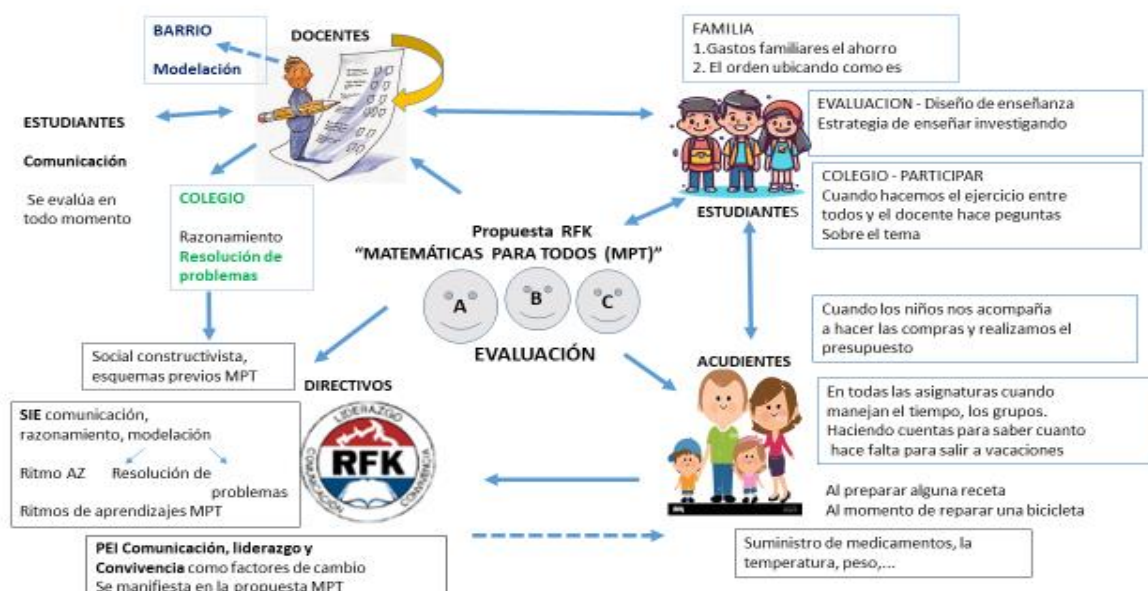 BARRIO
Modelación
DOCENTES
FAMILIA
1.Gastos familiares el ahorro
2. El orden ubicando como es
ESTUDIANTES
Comunicación
Se evalúa en
todo momento
EVALUACION - Diseño de enseñanza
Estrategia de enseñar investigando
COLEGIO
Razonamiento
Resolución de
problemas
COLEGIO - PARTICIPAR
Cuando hacemos el ejercicio entre
todos y el docente hace peguntas
Sobre el tema
ESTUDIANTES
Propuesta RFK
"MATEMÁTICAS PARA TODOS (MPT)"
A
B
C
EVALUACIÓN
Cuando los niños nos acompaña
a hacer las compras y realizamos el
presupuesto
Social constructivista,
esquemas previos MPT
DIRECTIVOS
ACUDIENTES
LIDERAZGO
COMUNICACIÓN
CONVIVENCIA
RFK
SIE comunicación,
razonamiento, modelación
Ritmo AZ Resolución de
problemas
Ritmos de aprendizajes MPT
En todas las asignaturas cuando
manejan el tiempo, los grupos.
Haciendo cuentas para saber cuanto
hace falta para salir a vacaciones
Al preparar alguna receta
Al momento de reparar una bicicleta
PEI Comunicación, liderazgo y
Convivencia como factores de cambio
Se manifiesta en la propuesta MPT
Suministro de medicamentos, la
temperatura, peso,...